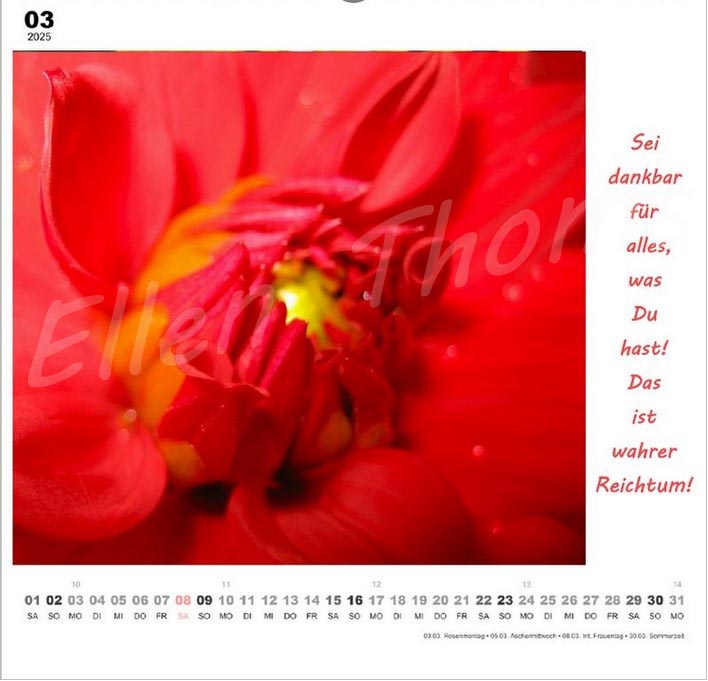 03
2025
Sei
dankbar
für
alles,
was
Du
hast!
Das
ist
wahrer
Reichtum!
Ellen Thor
10 11 12 13 14
01 02 03 04 05 06 07 08 09 10 11 12 13 14 15 16 17 18 19 20 21 22 23 24 25 26 27 28 29 30 31
SA SO MO DI MI DO FR SA SO MO DI MI DO FR SA SO MO DI MI DO FR SA SO MO DI MI DO FR SA SO MO
03.03. Rosenmontag • 05.03. Aschermittwoch • 08.03. Int. Frauentag • 30.03. Sommerzeit